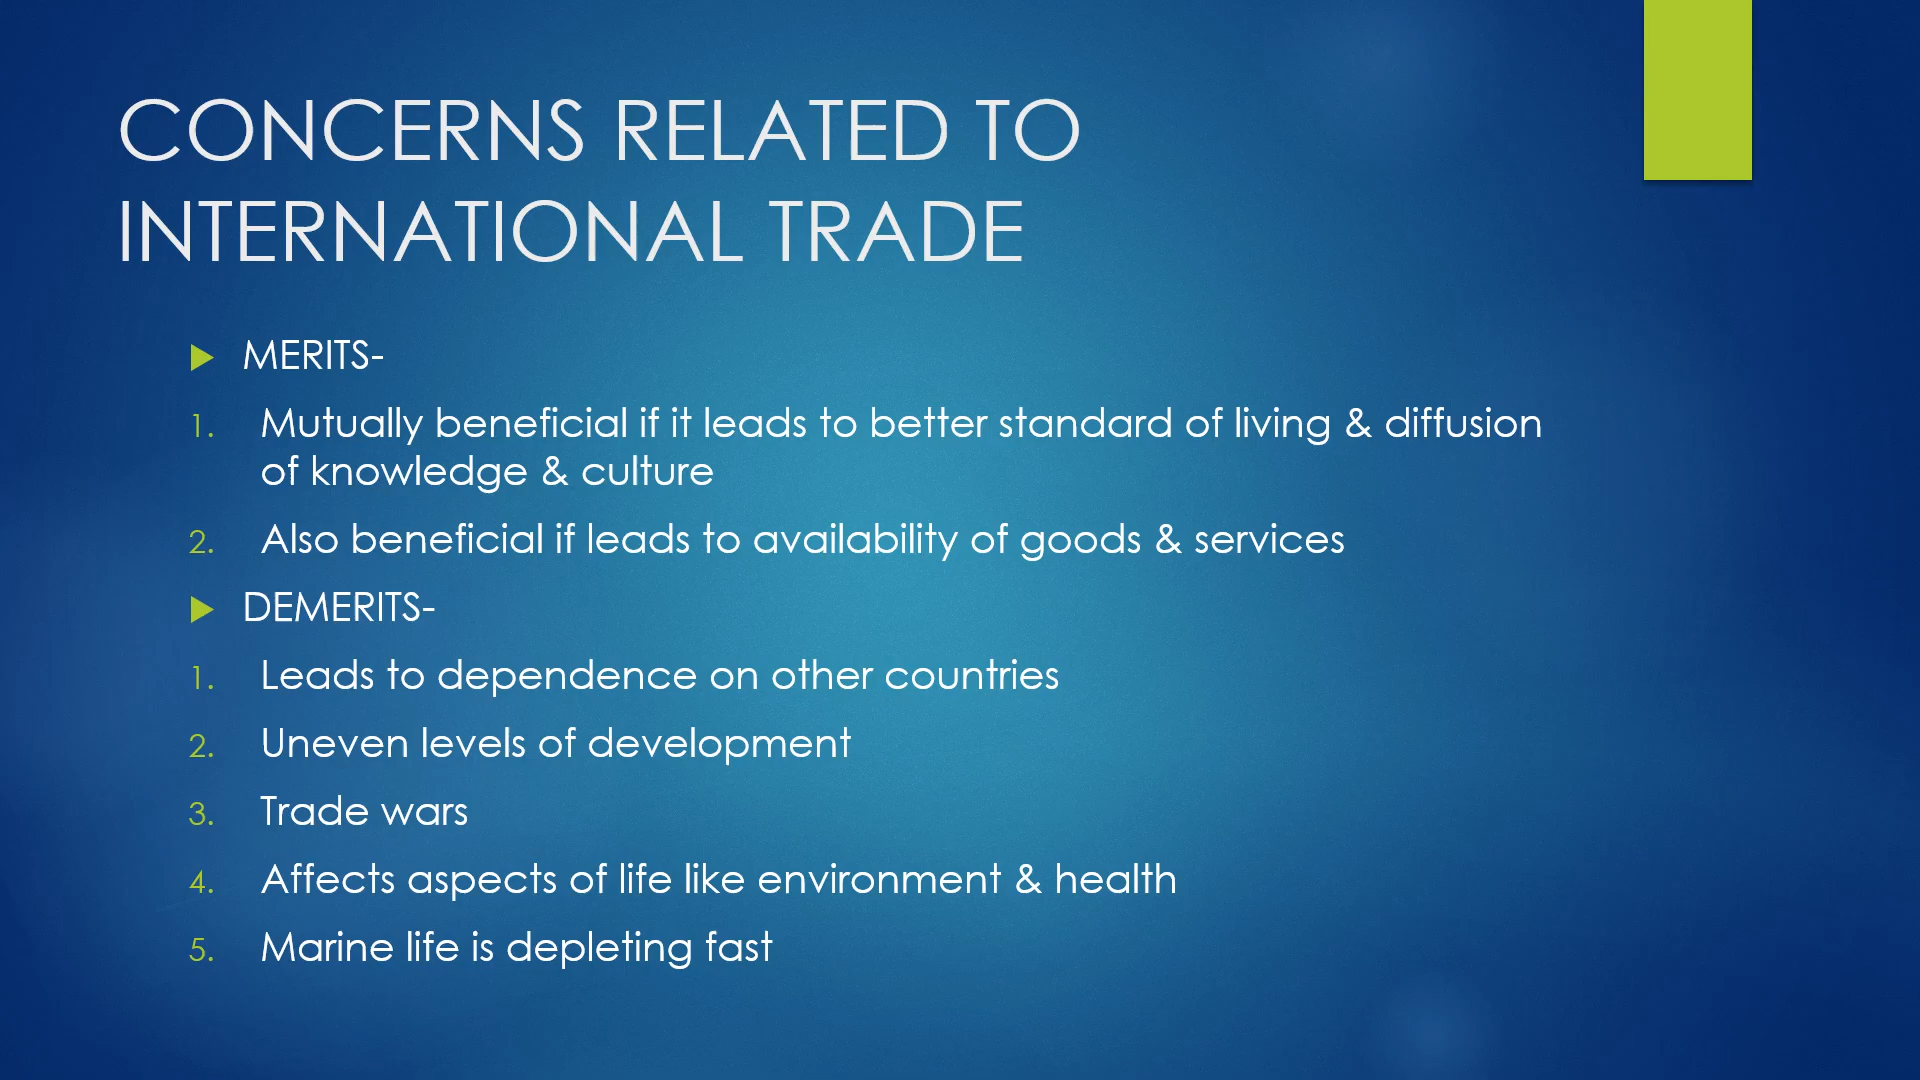 CONCERNS RELATED TO
INTERNATIONAL TRADE
MERITS-
1. Mutually beneficial if it leads to better standard of living & diffusion
of knowledge & culture
2. Also beneficial if leads to availability of goods & services
DEMERITS-
1. Leads to dependence on other countries
2. Uneven levels of development
3. Trade wars
4. Affects aspects of life like environment & health
5. Marine life is depleting fast